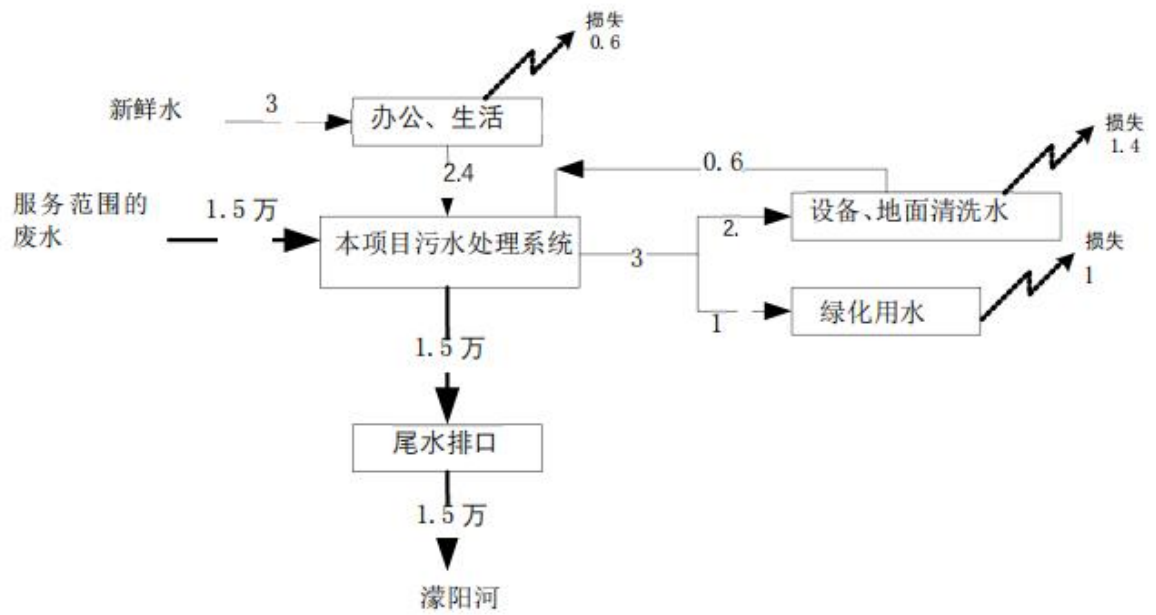 损失
0.6
新鲜水
3
办公、生活
损失
1.4
2.4
0.6
服务范围的
废水
1.5万
设备、地面清洗水
2.
本项目污水处理系统
3
损失
1
绿化用水
1
1.5万
尾水排口
1.5万
濛阳河